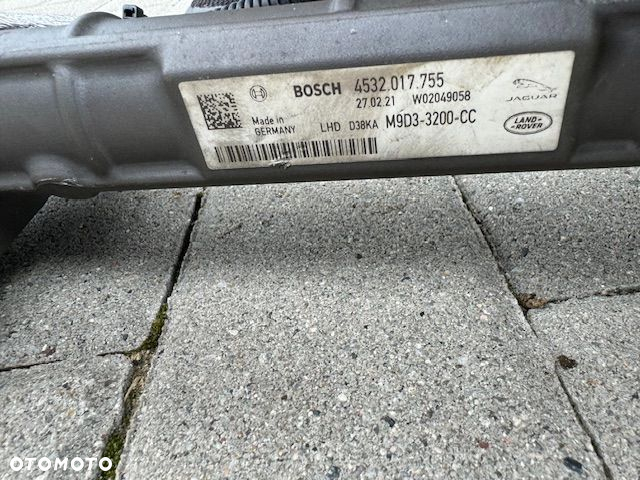 BOSCH 4532.017.755
27.02.21 W02049058
JAGUAR
Made in
GERMANY LHD D38KA M9D3-3200-CC
LAND-
ROVER
OTOMOTO